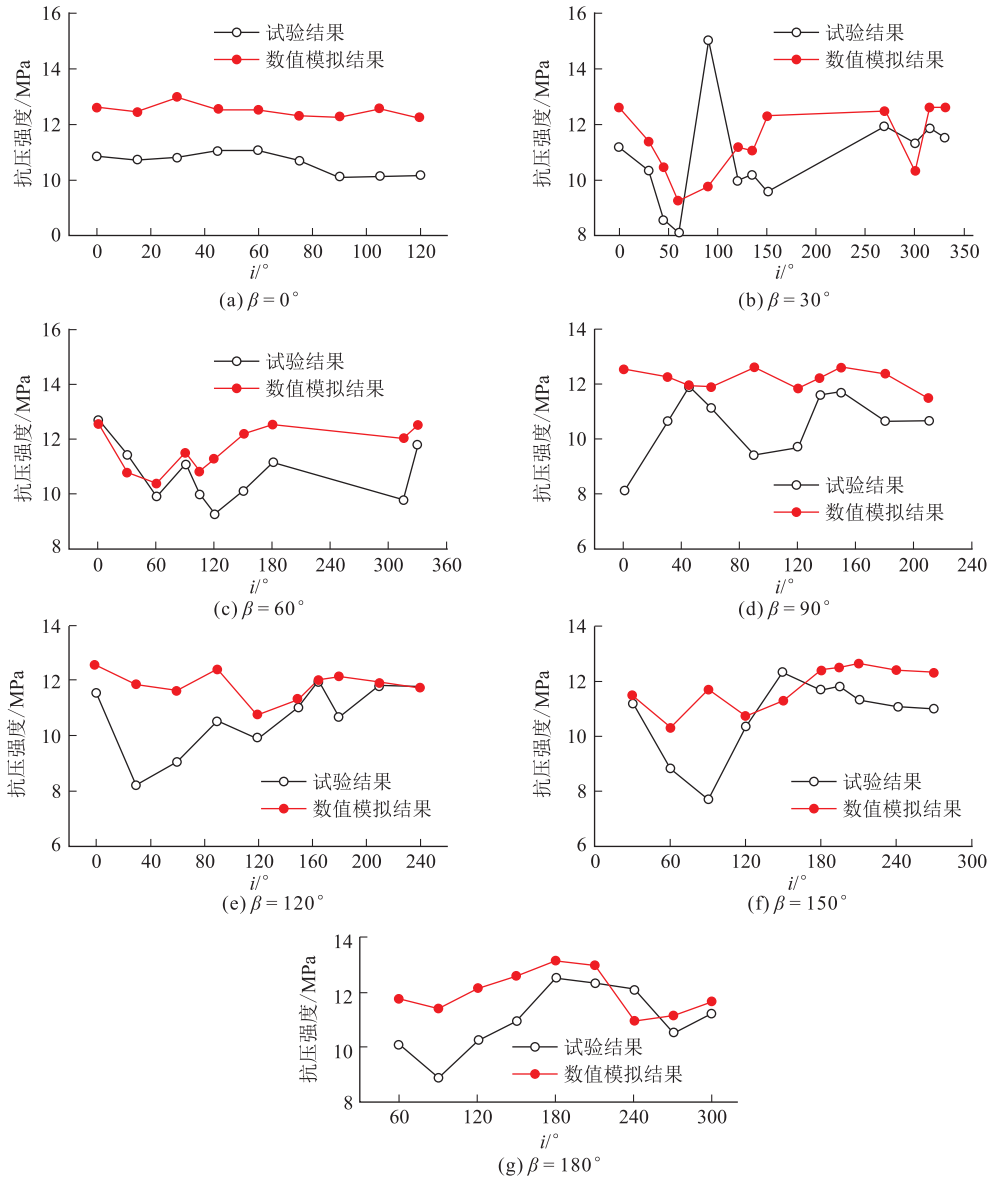 16
14
12
10
0
抗压强度/MPa
试验结果
数值模拟结果
0 20 40 60 80 100 120
i/°
(a) β = 0°
16
14
12
10
8
抗压强度/MPa
试验结果
数值模拟结果
0 50 100 150 200 250 300 350
i/°
(b) β = 30°
16
14
12
10
8
抗压强度/MPa
试验结果
数值模拟结果
0 60 120 180 240 300 360
i/°
(c) β = 60°
14
12
10
8
6
抗压强度/MPa
试验结果
数值模拟结果
0 40 80 120 160 200 240
i/°
(d) β = 90°
14
12
10
8
6
抗压强度/MPa
试验结果
数值模拟结果
0 40 80 120 160 200 240
i/°
(e) β = 120°
14
12
10
8
6
抗压强度/MPa
试验结果
数值模拟结果
0 60 120 180 240 300
i/°
(f) β = 150°
14
12
10
8
抗压强度/MPa
试验结果
数值模拟结果
60 120 180 240 300
i/°
(g) β = 180°